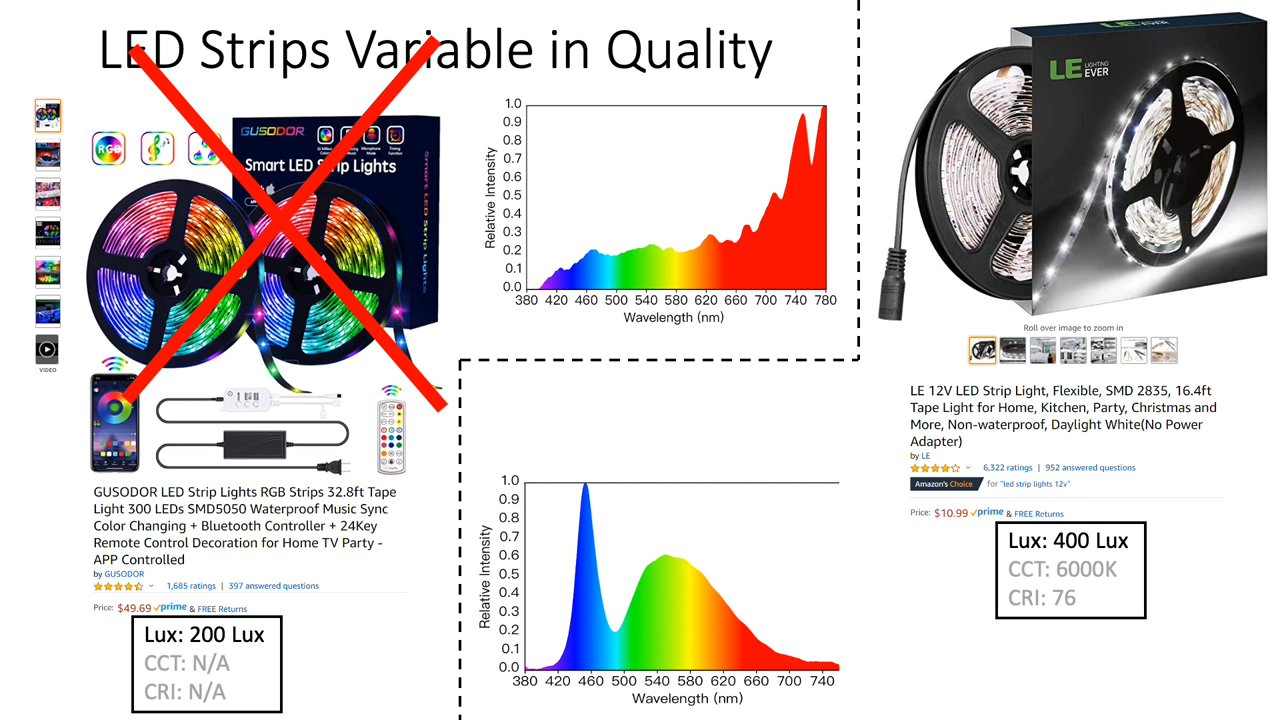 LED Strips Variable in Quality
RGB
GUSODOR
Smart LED Strip Lights
Smart LED Strip Lights
VIDEO
GUSODOR LED Strip Lights RGB Strips 32.8ft Tape
Light 300 LEDs SMD5050 Waterproof Music Sync
Color Changing + Bluetooth Controller + 24Key
Remote Control Decoration for Home TV Party -
APP Controlled
by GUSODOR
1,685 ratings | 397 answered questions
Price: $49.69 prime & FREE Returns
Lux: 200 Lux
CCT: N/A
CRI: N/A
Relative Intensity
1.0
0.9
0.8
0.7
0.6
0.5
0.4
0.3
0.2
0.1
0.0
380 420 460 500 540 580 620 660 700 740 780
Wavelength (nm)
Relative Intensity
1.0
0.9
0.8
0.7
0.6
0.5
0.4
0.3
0.2
0.1
0.0
380 420 460 500 540 580 620 660 700 740
Wavelength (nm)
LE
LE LIGHTING EVER
Roll over image to zoom in
LE 12V LED Strip Light, Flexible, SMD 2835, 16.4ft
Tape Light for Home, Kitchen, Party, Christmas and
More, Non-waterproof, Daylight White(No Power
Adapter)
by LE
6,322 ratings | 952 answered questions
Amazon's Choice for "led strip lights 12v"
Price: $10.99 prime & FREE Returns
Lux: 400 Lux
CCT: 6000K
CRI: 76